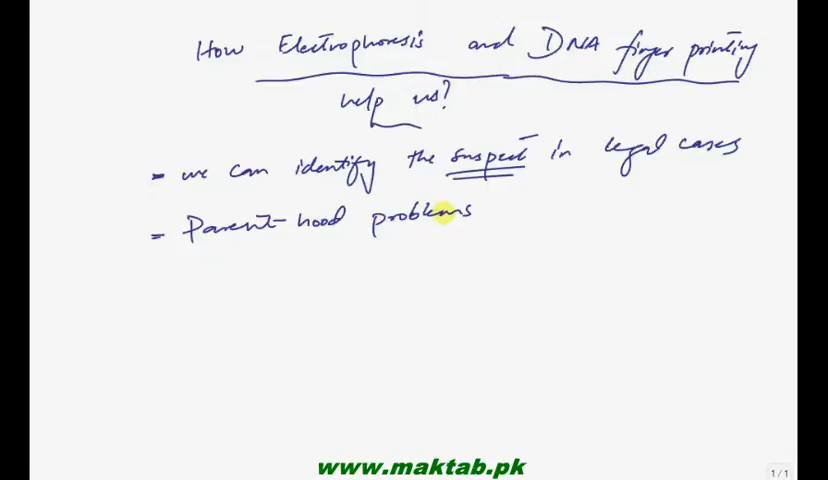 How Electrophoresis and DNA finger printing
help us?
- we can identify the suspect in legal cases
= Parent-hood problems
www.maktab.pk
1/1